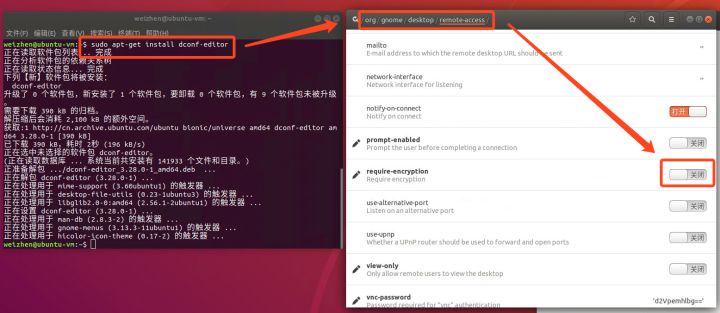 weizhen@ubuntu-vm: ~
文件(F) 编辑(E) 查看(V) 搜索(S) 终端(T) 帮助(H)
weizhen@ubuntu-vm:~$ sudo apt-get install dconf-editor
正在读取软件包列表... 完成
正在分析软件包的依赖关系树
正在读取状态信息... 完成
下列【新】软件包将被安装:
dconf-editor
升级了 0 个软件包,新安装了 1 个软件包,要卸载 0 个软件包,有 9 个软件包未被升级
。
需要下载 390 kB 的归档。
解压缩后会消耗 2,100 kB 的额外空间。
获取:1 http://cn.archive.ubuntu.com/ubuntu bionic/universe amd64 dconf-editor am
d64 3.28.0-1 [390 kB]
已下载 390 kB,耗时 2秒 (196 kB/s)
正在选中未选择的软件包 dconf-editor。
(正在读取数据库 ... 系统当前共安装有 141933 个文件和目录。)
正准备解包 .../dconf-editor_3.28.0-1_amd64.deb ...
正在解包 dconf-editor (3.28.0-1) ...
正在处理用于 mime-support (3.60ubuntu1) 的触发器 ...
正在处理用于 desktop-file-utils (0.23-1ubuntu3) 的触发器 ...
正在处理用于 libglib2.0-0:amd64 (2.56.1-2ubuntu1) 的触发器 ...
正在设置 dconf-editor (3.28.0-1) ...
正在处理用于 man-db (2.8.3-2) 的触发器 ...
正在处理用于 gnome-menus (3.13.3-11ubuntu1) 的触发器 ...
正在处理用于 hicolor-icon-theme (0.17-2) 的触发器 ...
weizhen@ubuntu-vm:~$
/ org / gnome / desktop / remote-access /
mailto
E-mail address to which the remote desktop URL should be sent
''
network-interface
Network interface for listening
''
notify-on-connect
Notify on connect
打开
prompt-enabled
Prompt the user before completing a connection
关闭
require-encryption
Require encryption
关闭
use-alternative-port
Listen on an alternative port
关闭
use-upnp
Whether a UPnP router should be used to forward and open ports
关闭
view-only
Only allow remote users to view the desktop
关闭
vnc-password
Password required for "vnc" authentication
'd2Vpemhlbg=='